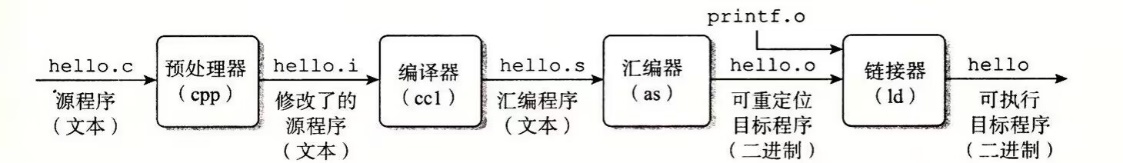 printf.o
hello.c
预处理器
(cpp)
hello.i
编译器
(cc1)
hello.s
汇编器
(as)
hello.o
链接器
(ld)
hello
源程序
(文本)
修改了的
源程序
(文本)
汇编程序
(文本)
可重定位
目标程序
(二进制)
可执行
目标程序
(二进制)